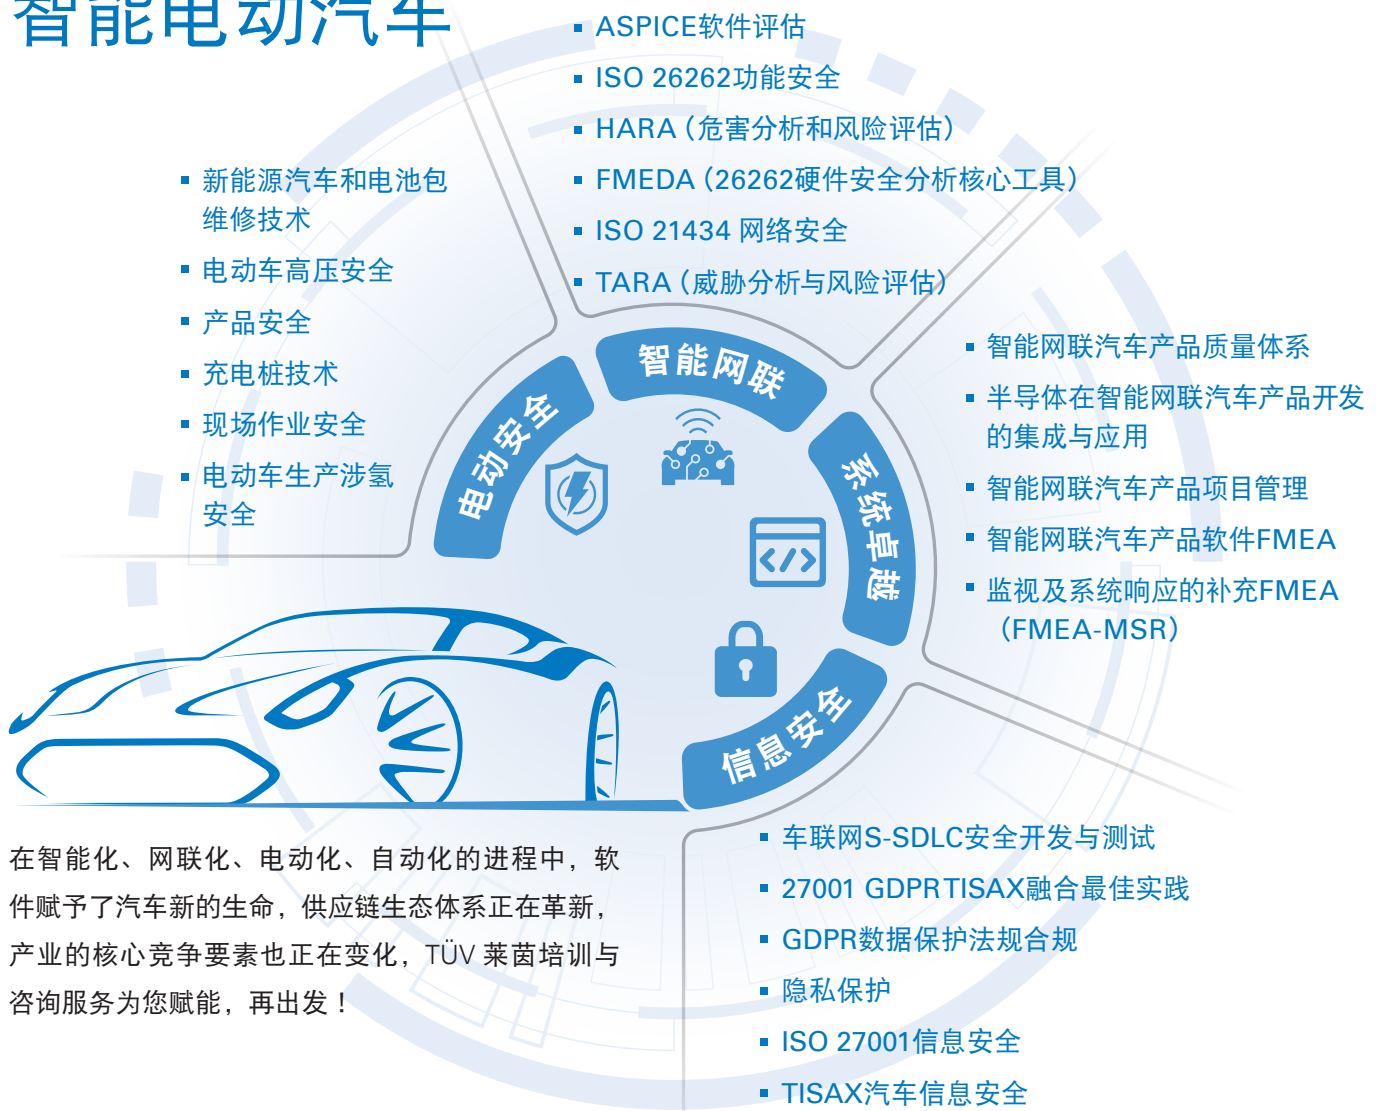 智能电动汽车
ASPICE软件评估
ISO 26262功能安全
HARA（危害分析和风险评估）
FMEDA（26262硬件安全分析核心工具）
ISO 21434 网络安全
TARA（威胁分析与风险评估）
新能源汽车和电池包
维修技术
电动车高压安全
产品安全
充电桩技术
现场作业安全
电动车生产涉氢
安全
电动安全
智能网联
系统卓越
信息安全
智能网联汽车产品质量体系
半导体在智能网联汽车产品开发
的集成与应用
智能网联汽车产品项目管理
智能网联汽车产品软件FMEA
监视及系统响应的补充FMEA
（FMEA-MSR）
在智能化、网联化、电动化、自动化的进程中，软
件赋予了汽车新的生命，供应链生态体系正在革新，
产业的核心竞争要素也正在变化，TÜV 莱茵培训与
咨询服务为您赋能，再出发！
车联网S-SDLC安全开发与测试
27001 GDPR TISAX融合最佳实践
GDPR数据保护法规合规
隐私保护
ISO 27001信息安全
TISAX汽车信息安全